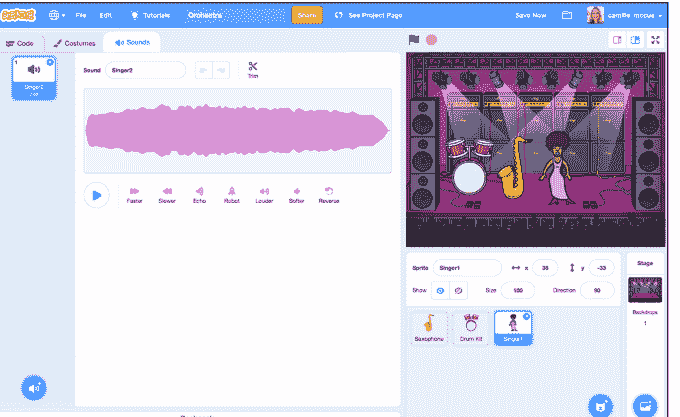 SCRATCH File Edit Tutorials Orchestra Share See Project Page Save Now
Code Costumes Sounds
1
Singer2
Sound Singer2
Trim
Faster Slower Echo Robot Louder Softer Reverse
Sprite Singer1 x y -33
Show Size 100 Direction 90
Saxophone Drum Kit Singer1
Stage
Backdrops
1